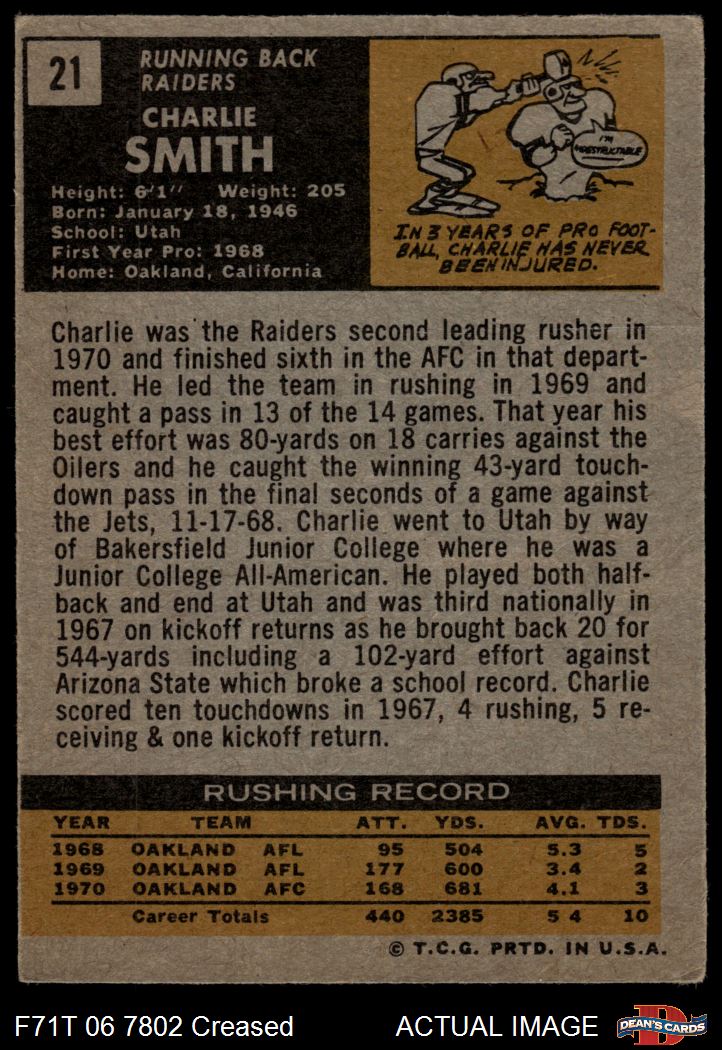 21
RUNNING BACK
RAIDERS
CHARLIE
SMITH
Height: 6'1" Weight: 205
Born: January 18, 1946
School: Utah
First Year Pro: 1968
Home: Oakland, California
I'M
INDESTRUCTABLE
IN 3 YEARS OF PRO FOOT-
BALL, CHARLIE HAS NEVER
BEEN INJURED.
Charlie was the Raiders second leading rusher in
1970 and finished sixth in the AFC in that depart-
ment. He led the team in rushing in 1969 and
caught a pass in 13 of the 14 games. That year his
best effort was 80-yards on 18 carries against the
Oilers and he caught the winning 43-yard touch-
down pass in the final seconds of a game against
the Jets, 11-17-68. Charlie went to Utah by way
of Bakersfield Junior College where he was a
Junior College All-American. He played both half-
back and end at Utah and was third nationally in
1967 on kickoff returns as he brought back 20 for
544-yards including a 102-yard effort against
Arizona State which broke a school record. Charlie
scored ten touchdowns in 1967, 4 rushing, 5 re-
ceiving & one kickoff return.
RUSHING RECORD
YEAR TEAM ATT. YDS. AVG. TDS.
1968 OAKLAND AFL 95 504 5.3 5
1969 OAKLAND AFL 177 600 3.4 2
1970 OAKLAND AFC 168 681 4.1 3
Career Totals 440 2385 5 4 10
© T.C.G. PRTD. IN U.S.A.
F71T 06 7802 Creased ACTUAL IMAGE
D
DEAN'S CARDS